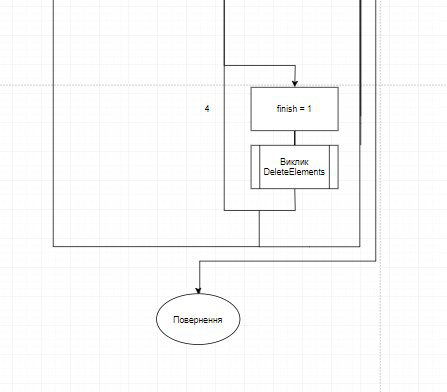 4
finish = 1
Виклик
DeleteElements
Повернення